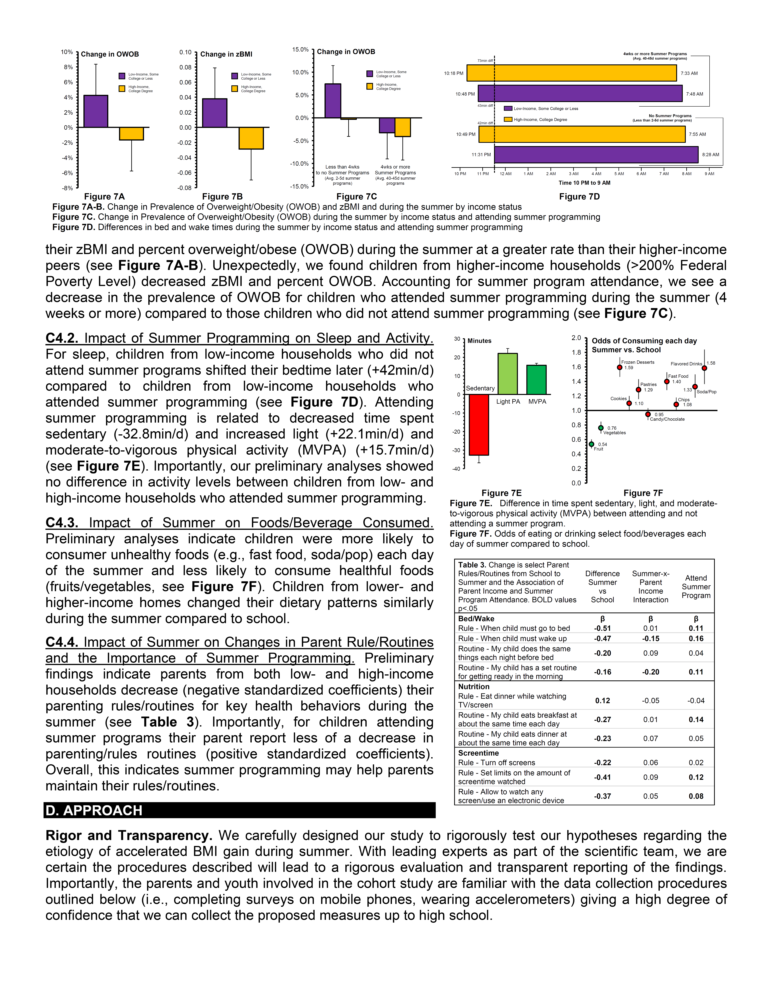 10%
8%
6%
4%
2%
0%
-2%
-4%
-6%
-8%
Change in OWOB
Low-Income, Some
College or Less
High-Income,
College Degree
Figure 7A
0.10
0.08
0.06
0.04
0.02
0.00
-0.02
-0.04
-0.06
-0.08
Change in zBMI
Low-Income, Some
College or Less
High-Income,
College Degree
Figure 7B
15.0%
10.0%
5.0%
0.0%
-5.0%
-10.0%
-15.0%
Change in OWOB
Low-Income, Some
College or Less
High-Income,
College Degree
Less than 4wks
to no Summer Programs
(Avg. 2-5d summer
programs)
4wks or more
Summer Programs
(Avg. 40-45d summer
programs
Figure 7C
4wks or more Summer Programs
(Avg. 40-45d summer programs)
73min diff
10:18 PM
7:33 AM
10:48 PM
7:48 AM
43min diff
Low-Income, Some College or Less
High-Income, College Degree
No Summer Programs
(Less than 2-5d summer programs)
42min diff
10:49 PM
7:55 AM
11:31 PM
8:28 AM
10 PM 11 PM 12 AM 1 AM 2 AM 3 AM 4 AM 5 AM 6 AM 7 AM 8 AM 9 AM
Time 10 PM to 9 AM
Figure 7D
Figure 7A-B. Change in Prevalence of Overweight/Obesity (OWOB) and zBMI and during the summer by income status
Figure 7C. Change in Prevalence of Overweight/Obesity (OWOB) during the summer by income status and attending summer programming
Figure 7D. Differences in bed and wake times during the summer by income status and attending summer programming
their zBMI and percent overweight/obese (OWOB) during the summer at a greater rate than their higher-income
peers (see Figure 7A-B). Unexpectedly, we found children from higher-income households (>200% Federal
Poverty Level) decreased zBMI and percent OWOB. Accounting for summer program attendance, we see a
decrease in the prevalence of OWOB for children who attended summer programming during the summer (4
weeks or more) compared to those children who did not attend summer programming (see Figure 7C).
C4.2. Impact of Summer Programming on Sleep and Activity.
For sleep, children from low-income households who did not
attend summer programs shifted their bedtime later (+42min/d)
compared to children from low-income households who
attended summer programming (see Figure 7D). Attending
summer programming is related to decreased time spent
sedentary (-32.8min/d) and increased light (+22.1min/d) and
moderate-to-vigorous physical activity (MVPA) (+15.7min/d)
(see Figure 7E). Importantly, our preliminary analyses showed
no difference in activity levels between children from low- and
high-income households who attended summer programming.
C4.3. Impact of Summer on Foods/Beverage Consumed.
Preliminary analyses indicate children were more likely to
consumer unhealthy foods (e.g., fast food, soda/pop) each day
of the summer and less likely to consume healthful foods
(fruits/vegetables, see Figure 7F). Children from lower- and
higher-income homes changed their dietary patterns similarly
during the summer compared to school.
C4.4. Impact of Summer on Changes in Parent Rule/Routines
and the Importance of Summer Programming. Preliminary
findings indicate parents from both low- and high-income
households decrease (negative standardized coefficients) their
parenting rules/routines for key health behaviors during the
summer (see Table 3). Importantly, for children attending
summer programs their parent report less of a decrease in
parenting/rules routines (positive standardized coefficients).
Overall, this indicates summer programming may help parents
maintain their rules/routines.
30
20
10
0
-10
-20
-30
-40
Minutes
Sedentary
Light PA
MVPA
Figure 7E
2.0
1.8
1.6
1.4
1.2
1.0
0.8
0.6
0.4
0.2
0.0
Odds of Consuming each day
Summer vs. School
Frozen Desserts
1.59
Flavored Drinks
1.58
Fast Food
1.40
Pastries
1.29
1.33
Soda/Pop
Cookies
1.10
Chips
1.08
0.95
Candy/Chocolate
0.76
Vegetables
0.54
Fruit
Figure 7F
Figure 7E. Difference in time spent sedentary, light, and moderate-
to-vigorous physical activity (MVPA) between attending and not
attending a summer program.
Figure 7F. Odds of eating or drinking select food/beverages each
day of summer compared to school.
Table 3. Change is select Parent
Rules/Routines from School to
Summer and the Association of
Parent Income and Summer
Program Attendance. BOLD values
p<.05
Difference
Summer
vs
School
Summer-x-
Parent
Income
Interaction
Attend
Summer
Program
Bed/Wake β β β
Rule - When child must go to bed -0.51 0.01 0.11
Rule - When child must wake up -0.47 -0.15 0.16
Routine - My child does the same
things each night before bed -0.20 0.09 0.04
Routine - My child has a set routine
for getting ready in the morning -0.16 -0.20 0.11
Nutrition
Rule - Eat dinner while watching
TV/screen 0.12 -0.05 -0.04
Routine - My child eats breakfast at
about the same time each day -0.27 0.01 0.14
Routine - My child eats dinner at
about the same time each day -0.23 0.07 0.05
Screentime
Rule - Turn off screens -0.22 0.06 0.02
Rule - Set limits on the amount of
screentime watched -0.41 0.09 0.12
Rule - Allow to watch any
screen/use an electronic device -0.37 0.05 0.08
D. APPROACH
Rigor and Transparency. We carefully designed our study to rigorously test our hypotheses regarding the
etiology of accelerated BMI gain during summer. With leading experts as part of the scientific team, we are
certain the procedures described will lead to a rigorous evaluation and transparent reporting of the findings.
Importantly, the parents and youth involved in the cohort study are familiar with the data collection procedures
outlined below (i.e., completing surveys on mobile phones, wearing accelerometers) giving a high degree of
confidence that we can collect the proposed measures up to high school.